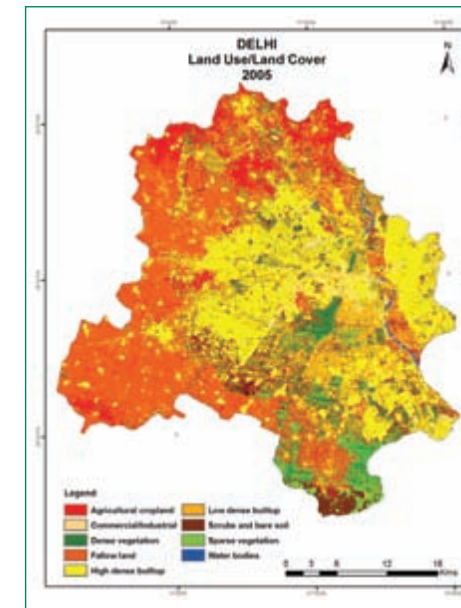 DELHI
Land Use/Land Cover
2005
N
Legend
Agricultural cropland
Commercial/Industrial
Dense vegetation
Fallow land
High dense builtup
Low dense builtup
Scrubs and bare soil
Sparse vegetation
Water bodies
0 3 6 12 18
Kms